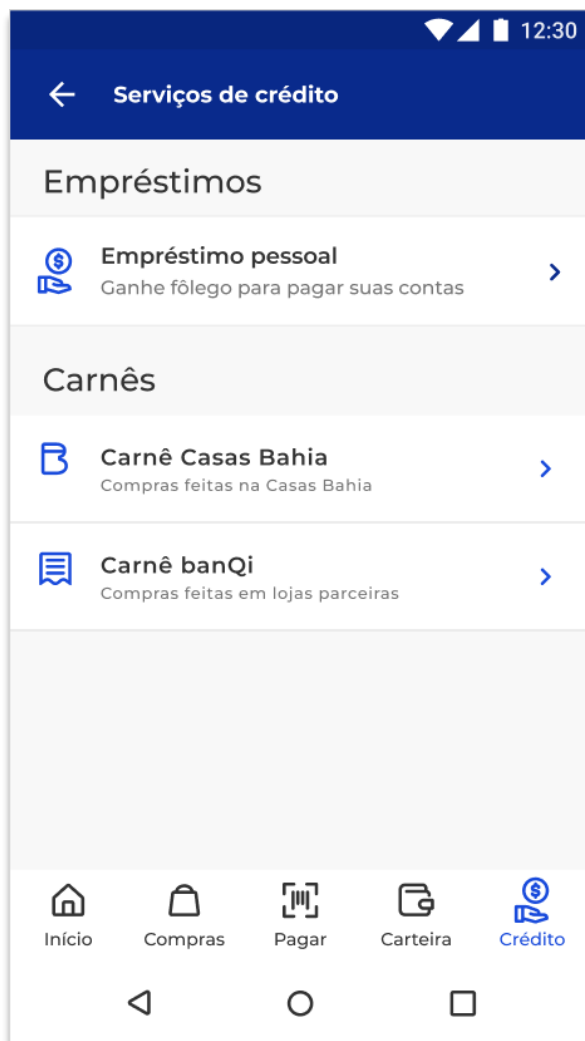 12:30
Serviços de crédito
Empréstimos
Empréstimo pessoal
Ganhe fôlego para pagar suas contas
Carnês
Carnê Casas Bahia
Compras feitas na Casas Bahia
Carnê banQi
Compras feitas em lojas parceiras
Início Compras Pagar Carteira Crédito